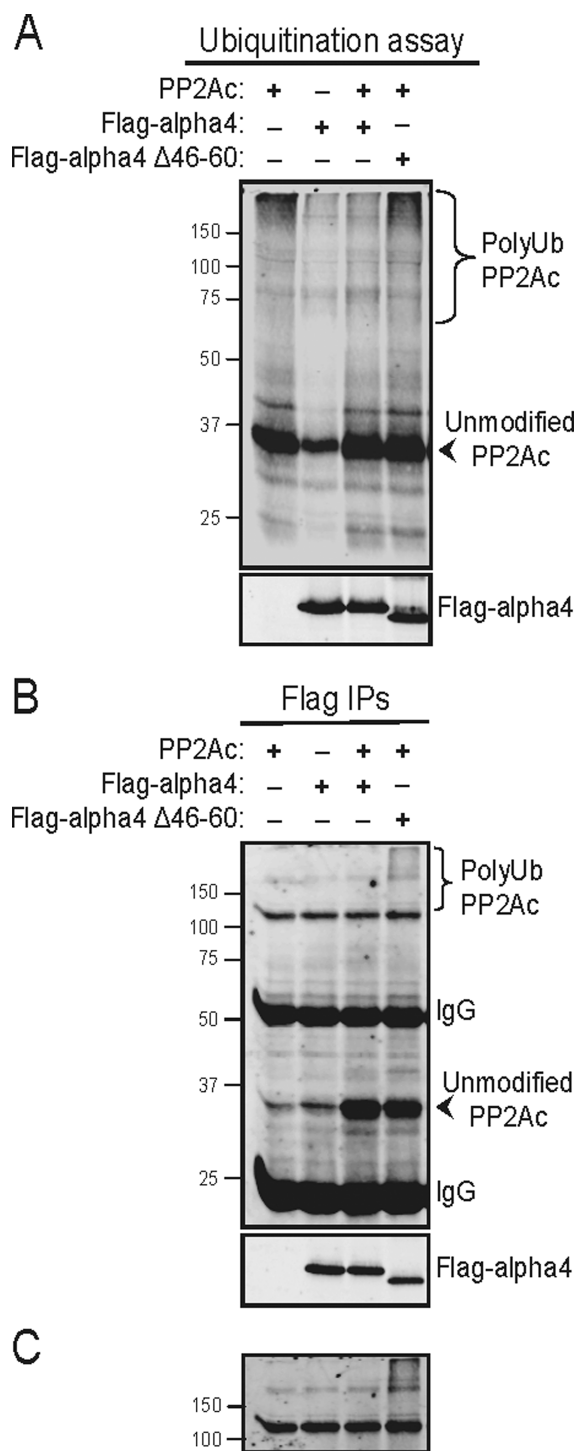 A
Ubiquitination assay
PP2Ac: + – + +
Flag-alpha4: – + + –
Flag-alpha4 Δ46-60: – – – +
150
100
75
50
37
25
PolyUb
PP2Ac
Unmodified
PP2Ac
Flag-alpha4
B
Flag IPs
PP2Ac: + – + +
Flag-alpha4: – + + –
Flag-alpha4 Δ46-60: – – – +
150
100
75
50
37
25
PolyUb
PP2Ac
IgG
Unmodified
PP2Ac
IgG
Flag-alpha4
C
150
100